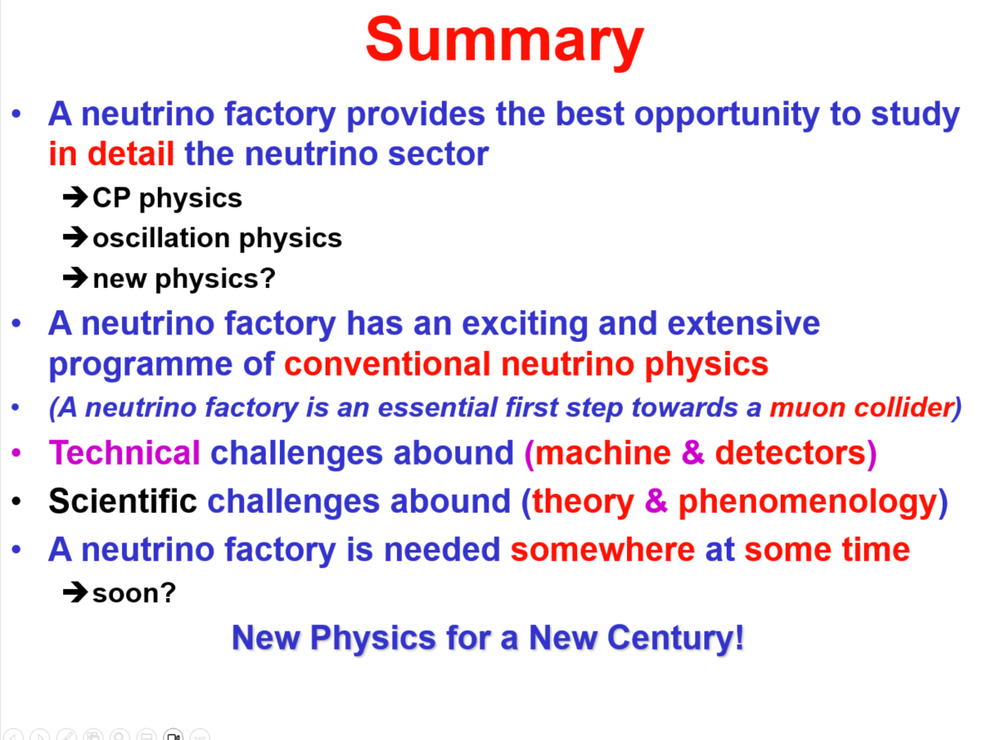 Summary
• A neutrino factory provides the best opportunity to study
in detail the neutrino sector
➔ CP physics
➔ oscillation physics
➔ new physics?
• A neutrino factory has an exciting and extensive
programme of conventional neutrino physics
• (A neutrino factory is an essential first step towards a muon collider)
• Technical challenges abound (machine & detectors)
• Scientific challenges abound (theory & phenomenology)
• A neutrino factory is needed somewhere at some time
➔ soon?
New Physics for a New Century!